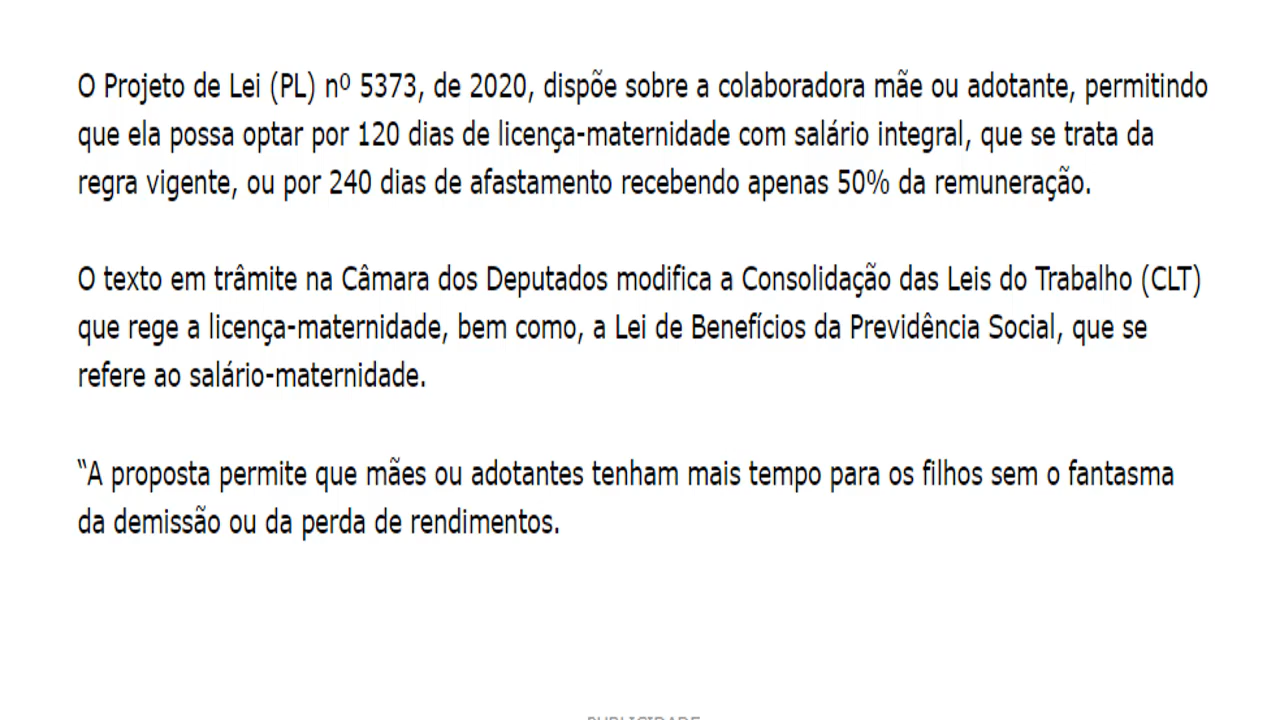 O Projeto de Lei (PL) nº 5373, de 2020, dispõe sobre a colaboradora mãe ou adotante, permitindo
que ela possa optar por 120 dias de licença-maternidade com salário integral, que se trata da
regra vigente, ou por 240 dias de afastamento recebendo apenas 50% da remuneração.
O texto em trâmite na Câmara dos Deputados modifica a Consolidação das Leis do Trabalho (CLT)
que rege a licença-maternidade, bem como, a Lei de Benefícios da Previdência Social, que se
refere ao salário-maternidade.
“A proposta permite que mães ou adotantes tenham mais tempo para os filhos sem o fantasma
da demissão ou da perda de rendimentos.
PUBLICIDADE